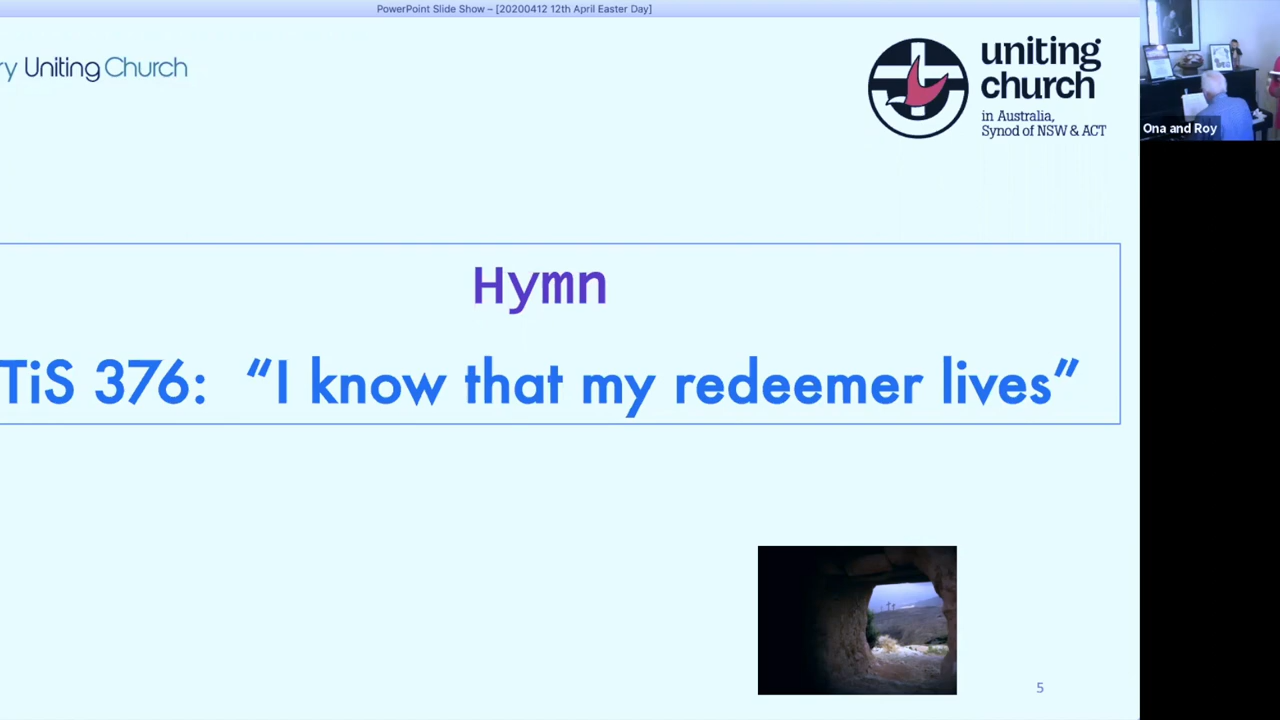 PowerPoint Slide Show – [20200412 12th April Easter Day]
ry Uniting Church
uniting
church
in Australia,
Synod of NSW & ACT
Ona and Roy
Hymn
TiS 376: “I know that my redeemer lives”
5